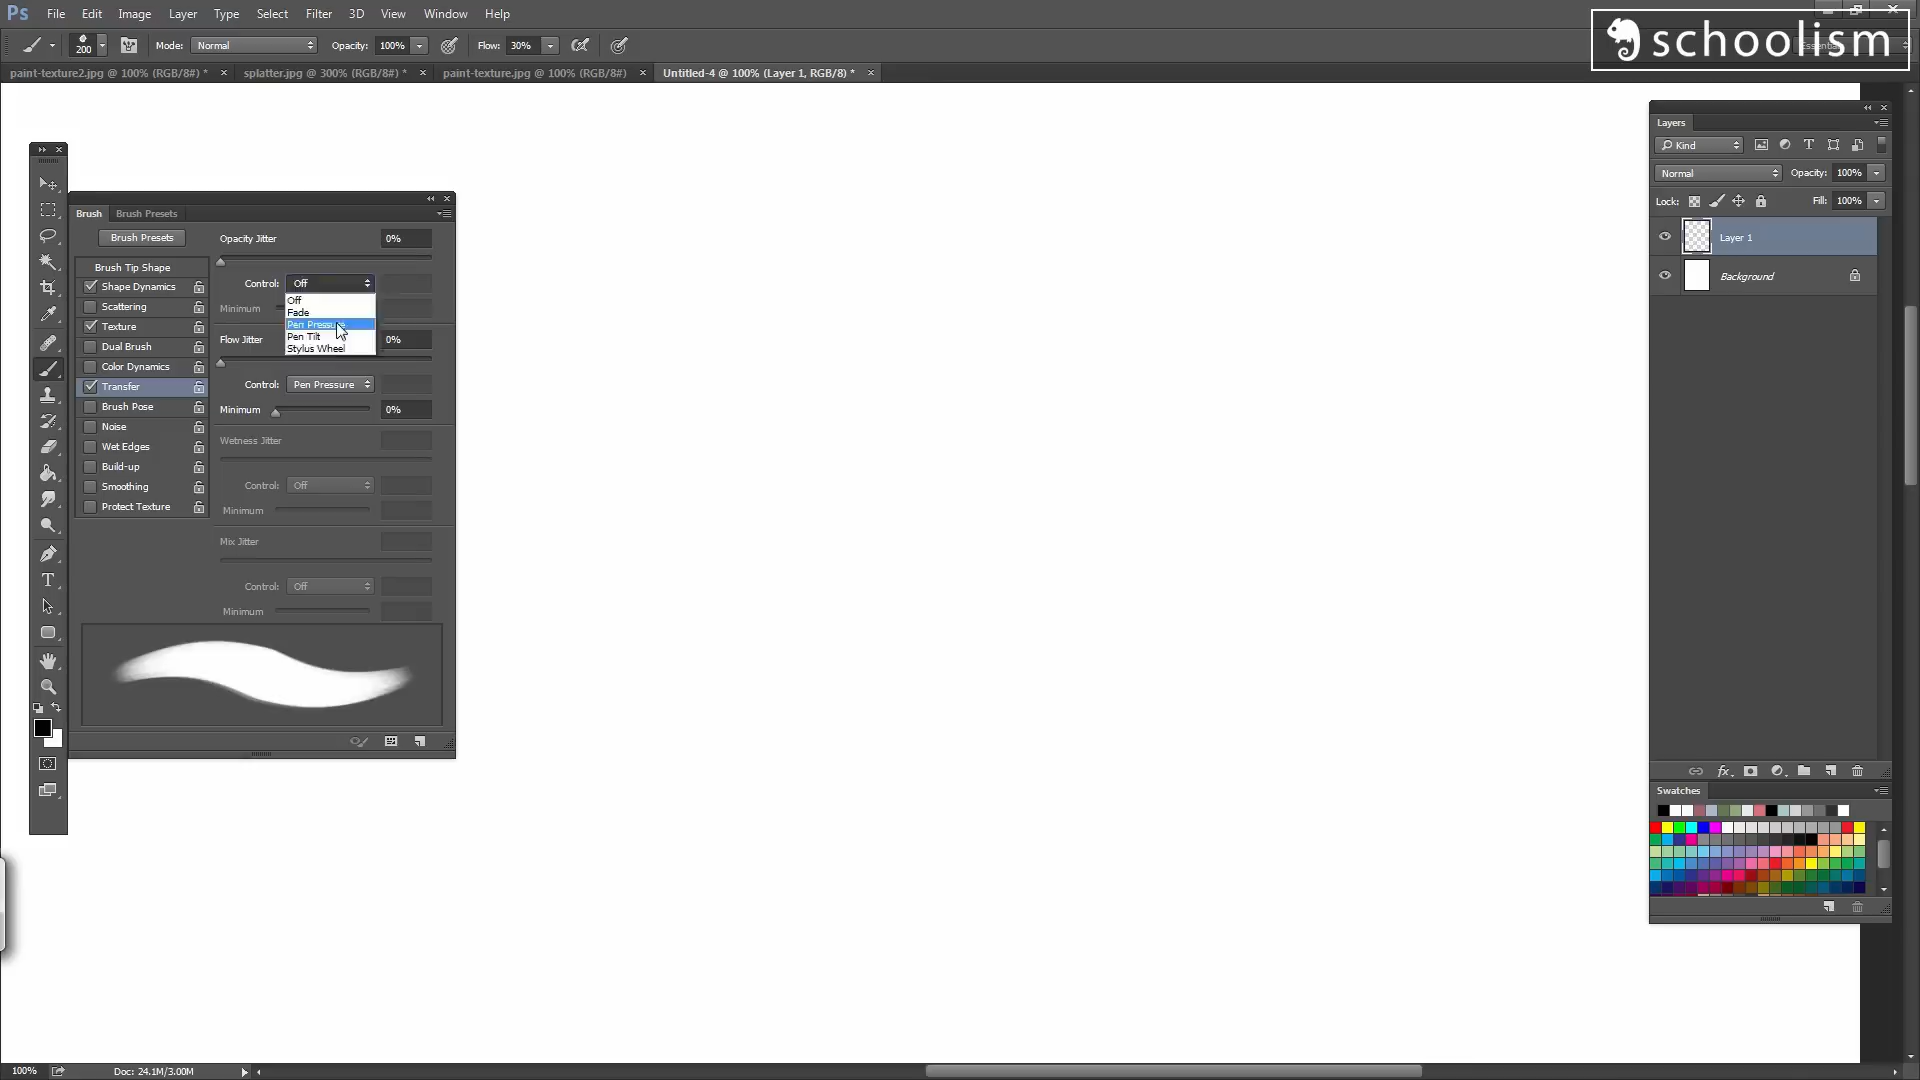 Ps File Edit Image Layer Type Select Filter 3D View Window Help
200 Mode: Normal Opacity: 100% Flow: 30%
schoolism
paint-texture2.jpg @ 100% (RGB/8#) * × splatter.jpg @ 300% (RGB/8#) * × paint-texture.jpg @ 100% (RGB/8#) × Untitled-4 @ 100% (Layer 1, RGB/8) * ×
Brush Brush Presets
Brush Presets
Brush Tip Shape
Shape Dynamics
Scattering
Texture
Dual Brush
Color Dynamics
Transfer
Brush Pose
Noise
Wet Edges
Build-up
Smoothing
Protect Texture
Opacity Jitter 0%
Control: Off
Off
Fade
Pen Pressure
Pen Tilt
Stylus Wheel
Minimum
Flow Jitter 0%
Control: Pen Pressure
Minimum 0%
Wetness Jitter
Control: Off
Minimum
Mix Jitter
Control: Off
Minimum
Layers
Kind
Normal Opacity: 100%
Lock: Fill: 100%
Layer 1
Background
Swatches
100% Doc: 24.1M/3.00M